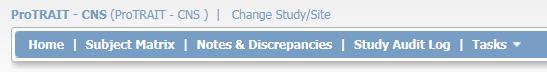 ProTRAIT - CNS (ProTRAIT - CNS ) | Change Study/Site
Home | Subject Matrix | Notes & Discrepancies | Study Audit Log | Tasks